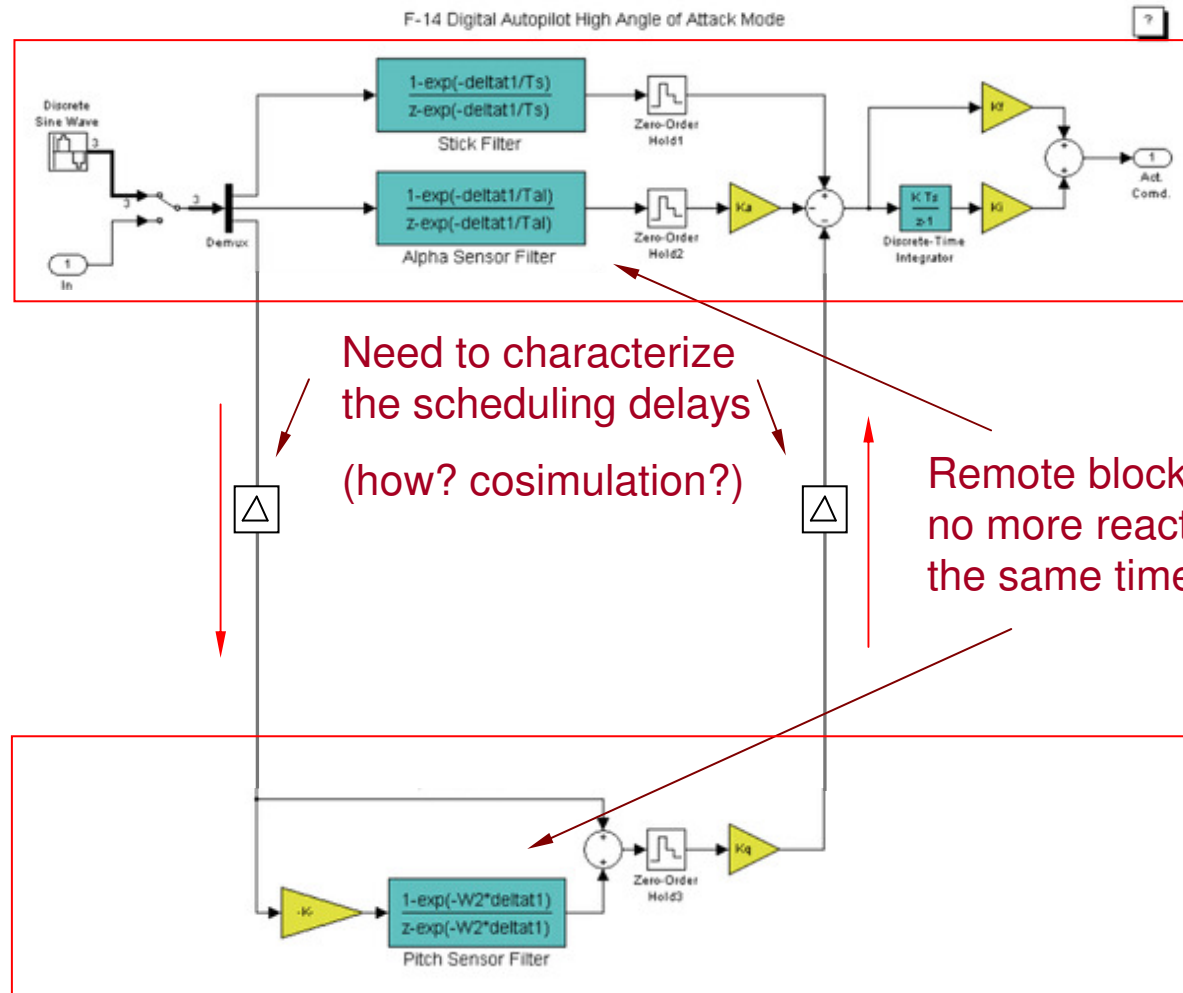 F-14 Digital Autopilot High Angle of Attack Mode
?
Discrete
Sine Wave
3
3
3
1
In
Demux
1-exp(-deltat1/Ts)
z-exp(-deltat1/Ts)
Stick Filter
1-exp(-deltat1/Tal)
z-exp(-deltat1/Tal)
Alpha Sensor Filter
Zero-Order
Hold1
Zero-Order
Hold2
Ka
+
−
−
K Ts
z-1
Discrete-Time
Integrator
Kf
Ki
+
+
1
Act.
Comd.
Need to characterize
the scheduling delays
(how? cosimulation?)
△
△
Remote block
no more react
the same time
-K-
1-exp(-W2*deltat1)
z-exp(-W2*deltat1)
Pitch Sensor Filter
+
+
Zero-Order
Hold3
Kq